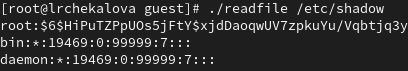 [root@lrchekalova guest]# ./readfile /etc/shadow
root:$6$HiPuTZPpUOs5jFtY$xjdDaoqwUV7zpkuYu/Vqbtjq3y
bin:*:19469:0:99999:7:::
daemon:*:19469:0:99999:7:::